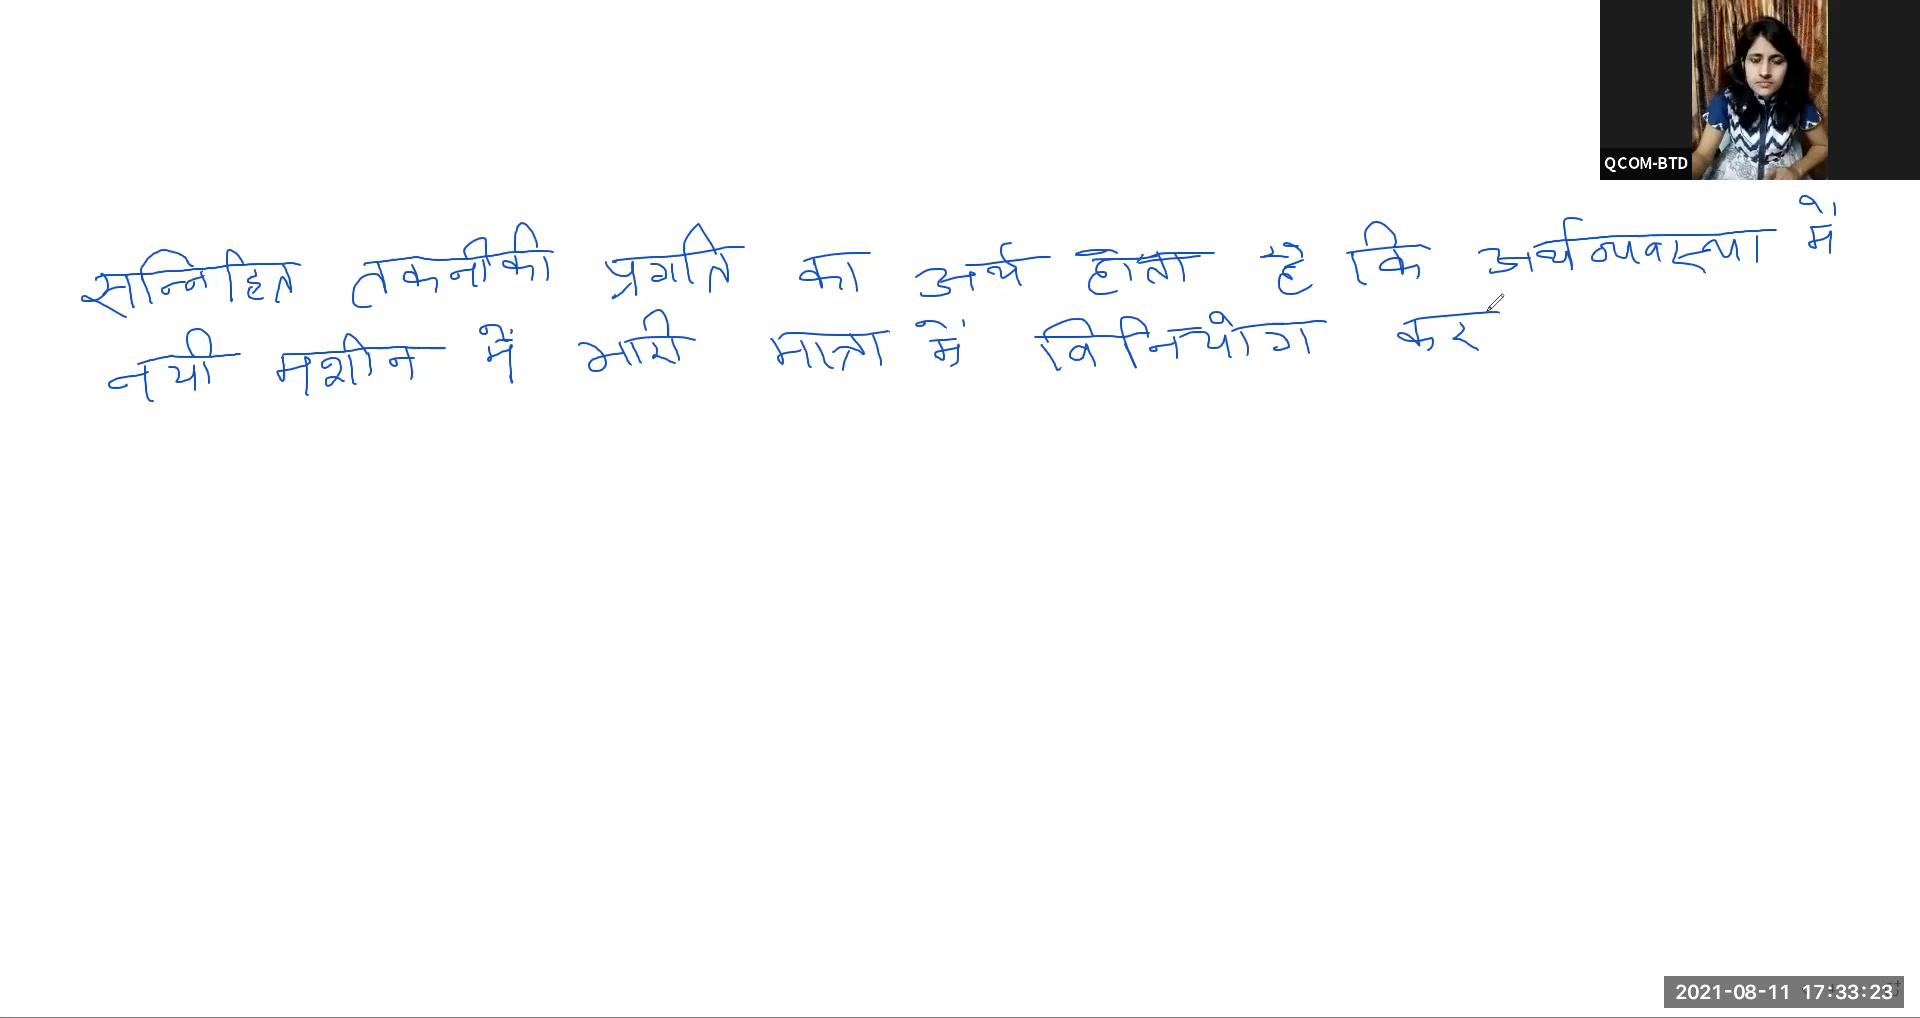 QCOM-BTD
सन्निहित तकनीकी प्रगति का अर्थ होता है कि अर्थव्यवस्था में
नयी मशीन में भारी मात्रा में विनियोग कर
2021-08-11 17:33:23